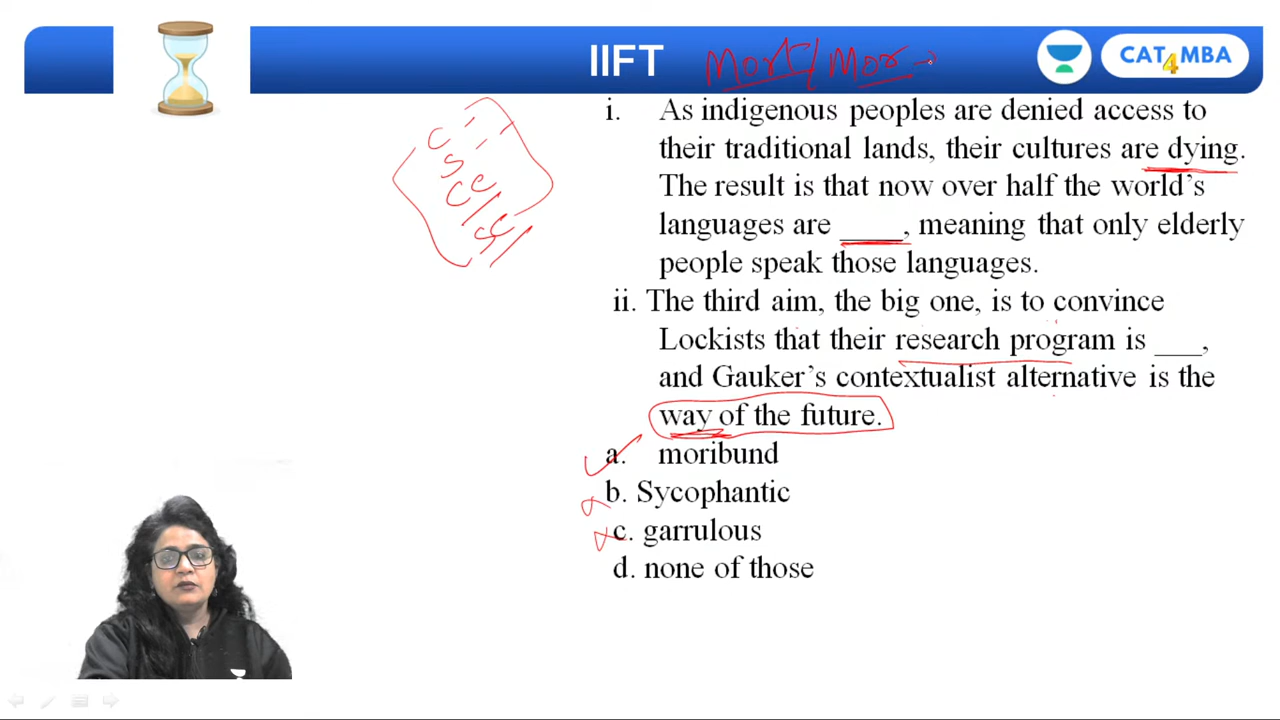 IIFT Mort/Mor →
CAT4MBA
i. As indigenous peoples are denied access to
their traditional lands, their cultures are dying.
The result is that now over half the world's
languages are ____, meaning that only elderly
people speak those languages.
ii. The third aim, the big one, is to convince
Lockists that their research program is ___,
and Gauker's contextualist alternative is the
way of the future.
a. moribund
b. Sycophantic
c. garrulous
d. none of those